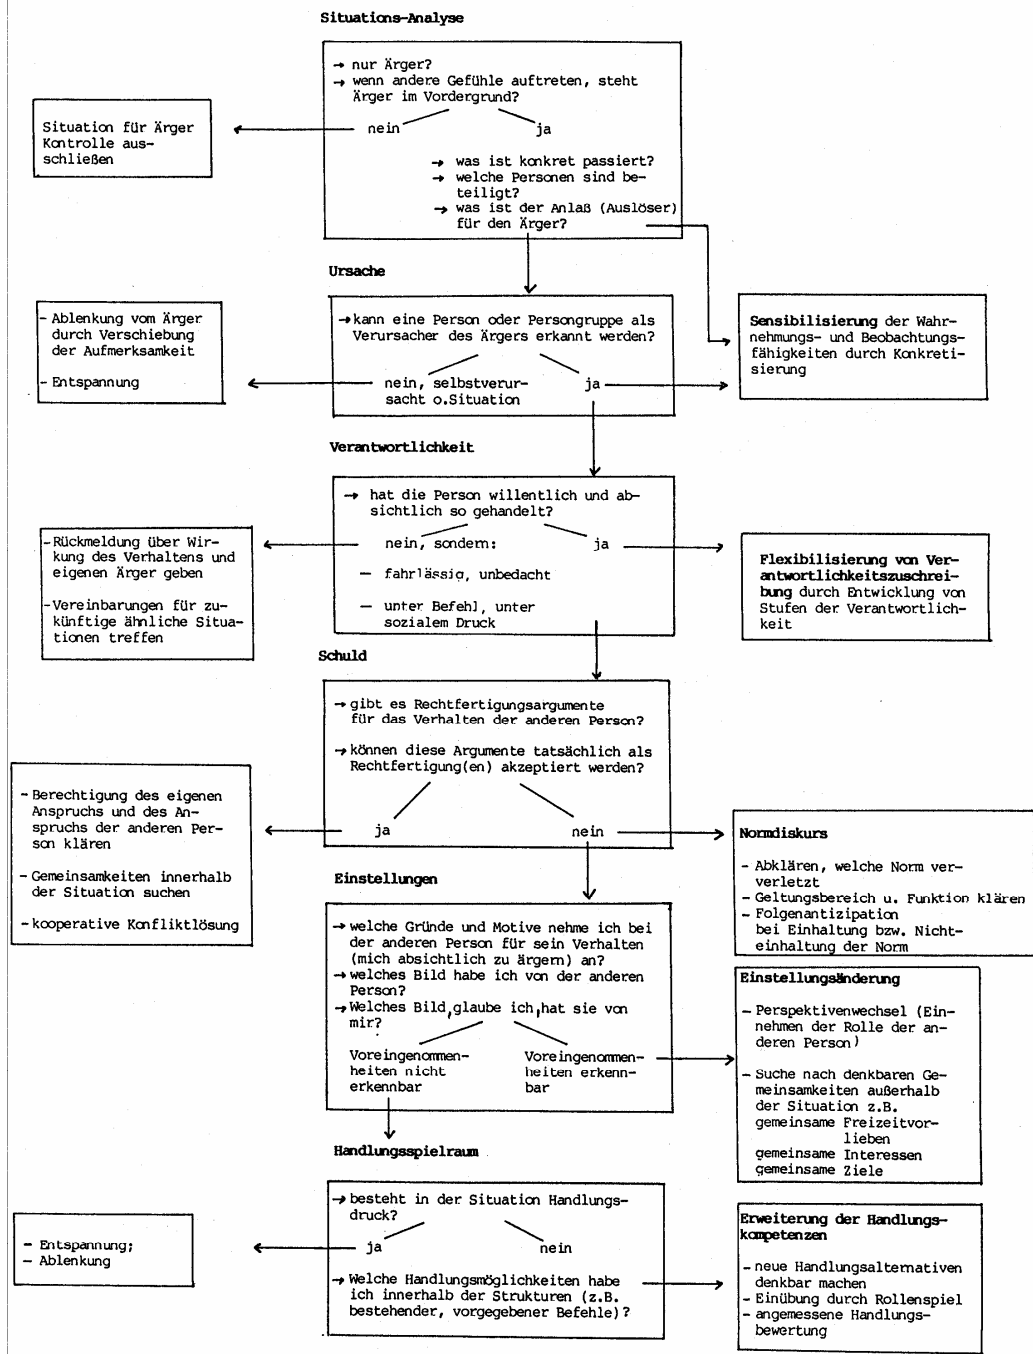 Situations-Analyse
→ nur Ärger?
→ wenn andere Gefühle auftreten, steht
Ärger im Vordergrund?
nein
ja
Situation für Ärger
Kontrolle aus-
schließen
→ was ist konkret passiert?
→ welche Personen sind be-
teiligt?
→ was ist der Anlaß (Auslöser)
für den Ärger?
Ursache
→ kann eine Person oder Persongruppe als
Verursacher des Ärgers erkannt werden?
nein, selbstverur-
sacht o.Situation
ja
- Ablenkung vom Ärger
durch Verschiebung
der Aufmerksamkeit
- Entspannung
Sensibilisierung der Wahr-
nehmungs- und Beobachtungs-
fähigkeiten durch Konkreti-
sierung
Verantwortlichkeit
→ hat die Person willentlich und ab-
sichtlich so gehandelt?
nein, sondern:
ja
— fahrlässig, unbedacht
— unter Befehl, unter
sozialem Druck
- Rückmeldung über Wir-
kung des Verhaltens und
eigenen Ärger geben
- Vereinbarungen für zu-
künftige ähnliche Situa-
tionen treffen
Flexibilisierung von Ver-
antwortlichkeitszuschrei-
bung durch Entwicklung von
Stufen der Verantwortlich-
keit
Schuld
→ gibt es Rechtfertigungsargumente
für das Verhalten der anderen Person?
→ können diese Argumente tatsächlich als
Rechtfertigung(en) akzeptiert werden?
ja
nein
- Berechtigung des eigenen
Anspruchs und des An-
spruchs der anderen Per-
son klären
- Gemeinsamkeiten innerhalb
der Situation suchen
- kooperative Konfliktlösung
Normdiskurs
- Abklären, welche Norm ver-
verletzt
- Geltungsbereich u. Funktion klären
- Folgenantizipation
bei Einhaltung bzw. Nicht-
einhaltung der Norm
Einstellungen
→ welche Gründe und Motive nehme ich bei
der anderen Person für sein Verhalten
(mich absichtlich zu ärgern) an?
→ welches Bild habe ich von der anderen
Person?
→ Welches Bild, glaube ich, hat sie von
mir?
Voreingenommen-
heiten nicht
erkennbar
Voreingenommen-
heiten erkenn-
bar
Einstellungsänderung
- Perspektivenwechsel (Ein-
nehmen der Rolle der an-
deren Person)
- Suche nach denkbaren Ge-
meinsamkeiten außerhalb
der Situation z.B.
gemeinsame Freizeitvor-
lieben
gemeinsame Interessen
gemeinsame Ziele
Handlungsspielraum
→ besteht in der Situation Handlungs-
druck?
ja
nein
→ Welche Handlungsmöglichkeiten habe
ich innerhalb der Strukturen (z.B.
bestehender, vorgegebener Befehle)?
- Entspannung;
- Ablenkung
Erweiterung der Handlungs-
kompetenzen
- neue Handlungsalternativen
denkbar machen
- Einübung durch Rollenspiel
- angemessene Handlungs-
bewertung